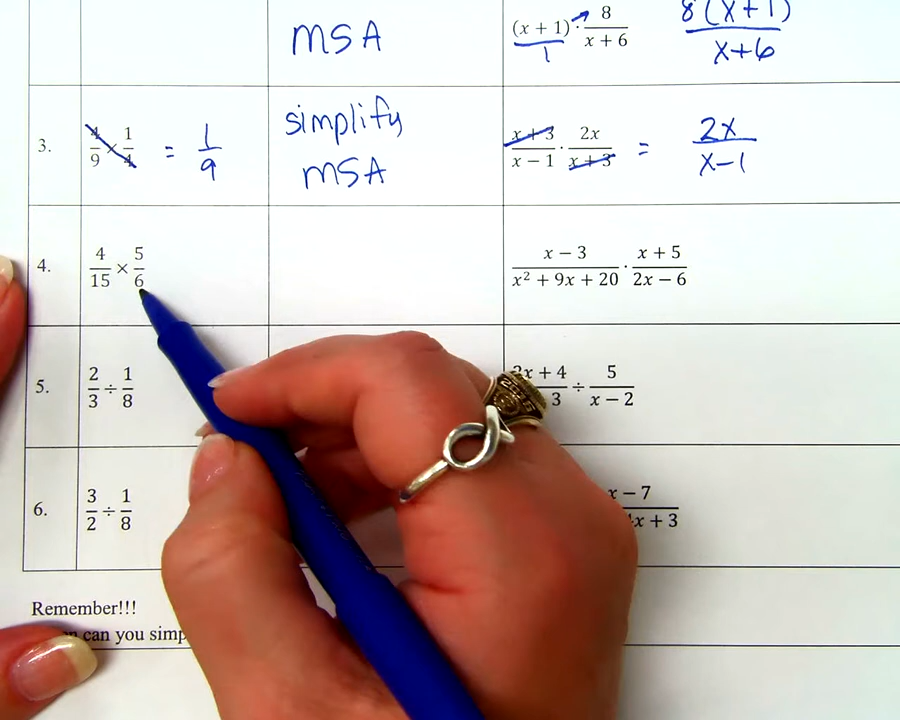 MSA (x + 1) · 8 / x + 6 8(x+1) / x+6
1
3. 4/9 × 1/4 = 1/9 simplify MSA x + 3 / x − 1 · 2x / x + 3 = 2x / x−1
4. 4/15 × 5/6 x − 3 / x² + 9x + 20 · x + 5 / 2x − 6
5. 2/3 ÷ 1/8 x + 4 / 3 ÷ 5 / x − 2
6. 3/2 ÷ 1/8 x − 7 / x + 3
Remember!!!
can you simp